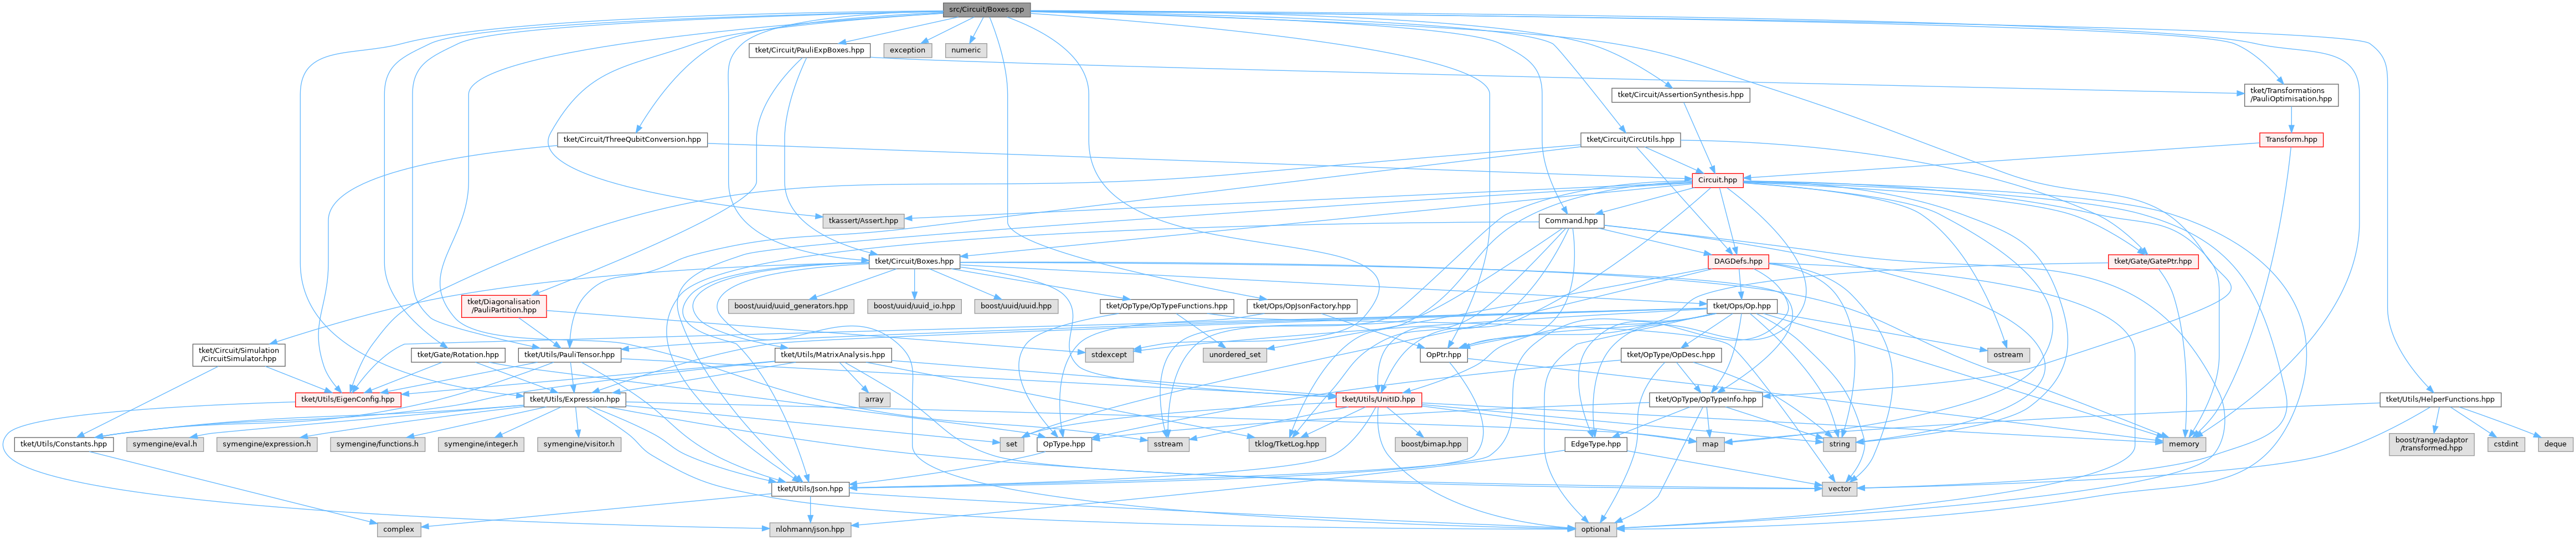 src/Circuit/Boxes.cpp
tket/Circuit/PauliExpBoxes.hpp
exception
numeric
tket/Circuit/AssertionSynthesis.hpp
tket/Transformations
/PauliOptimisation.hpp
tket/Circuit/ThreeQubitConversion.hpp
tket/Circuit/CircUtils.hpp
Transform.hpp
Circuit.hpp
tkassert/Assert.hpp
Command.hpp
tket/Circuit/Boxes.hpp
DAGDefs.hpp
tket/Gate/GatePtr.hpp
tket/Diagonalisation
/PauliPartition.hpp
boost/uuid/uuid_generators.hpp
boost/uuid/uuid_io.hpp
boost/uuid/uuid.hpp
tket/OpType/OpTypeFunctions.hpp
tket/Ops/OpJsonFactory.hpp
tket/Ops/Op.hpp
tket/Circuit/Simulation
/CircuitSimulator.hpp
tket/Gate/Rotation.hpp
tket/Utils/PauliTensor.hpp
tket/Utils/MatrixAnalysis.hpp
stdexcept
unordered_set
OpPtr.hpp
tket/OpType/OpDesc.hpp
ostream
tket/Utils/EigenConfig.hpp
tket/Utils/Expression.hpp
array
tket/Utils/UnitID.hpp
tket/OpType/OpTypeInfo.hpp
tket/Utils/HelperFunctions.hpp
tket/Utils/Constants.hpp
symengine/eval.h
symengine/expression.h
symengine/functions.h
symengine/integer.h
symengine/visitor.h
set
OpType.hpp
sstream
tklog/TketLog.hpp
boost/bimap.hpp
EdgeType.hpp
map
string
memory
boost/range/adaptor
/transformed.hpp
cstdint
deque
tket/Utils/Json.hpp
vector
complex
nlohmann/json.hpp
optional